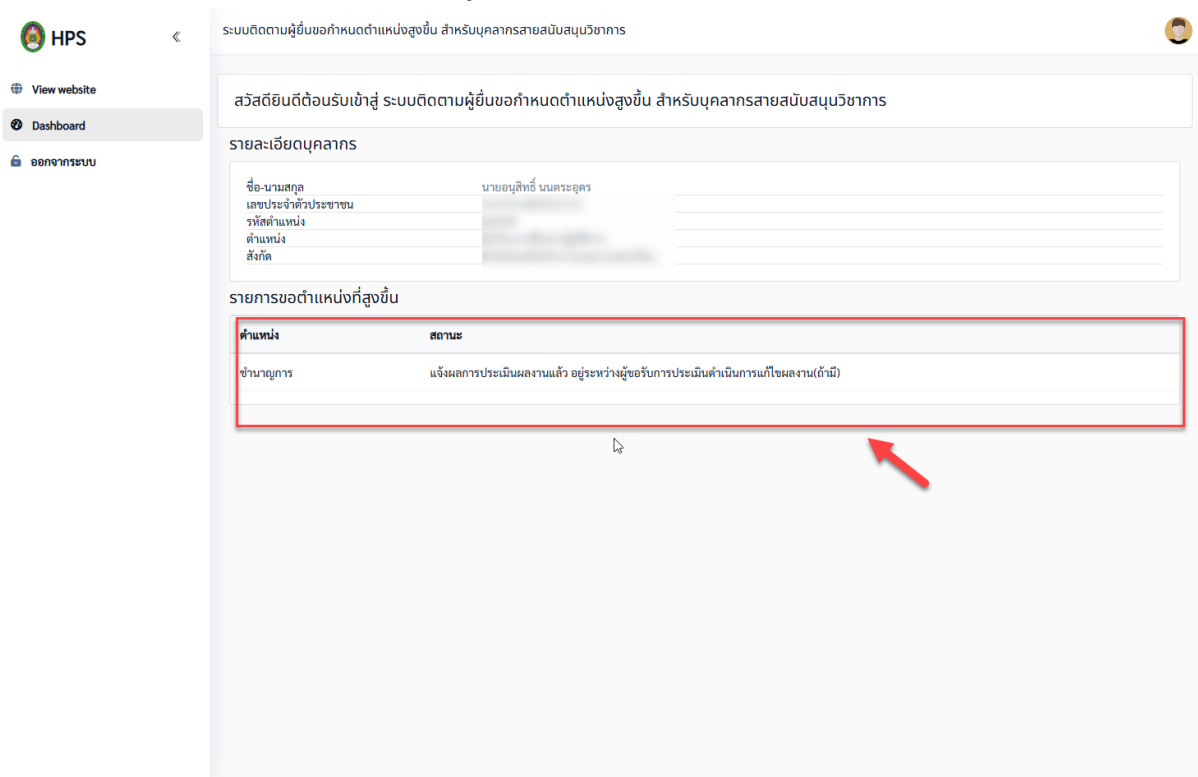 HPS
ระบบติดตามผู้ยื่นขอกำหนดตำแหน่งสูงขึ้น สำหรับบุคลากรสายสนับสนุนวิชาการ
View website
Dashboard
ออกจากระบบ
สวัสดียินดีต้อนรับเข้าสู่ ระบบติดตามผู้ยื่นขอกำหนดตำแหน่งสูงขึ้น สำหรับบุคลากรสายสนับสนุนวิชาการ
รายละเอียดบุคลากร
ชื่อ-นามสกุล นายอนุสิทธิ์ นนตระอุดร
เลขประจำตัวประชาชน
รหัสตำแหน่ง
ตำแหน่ง
สังกัด
รายการขอตำแหน่งที่สูงขึ้น
ตำแหน่ง สถานะ
ชำนาญการ แจ้งผลการประเมินผลงานแล้ว อยู่ระหว่างผู้ขอรับการประเมินดำเนินการแก้ไขผลงาน(ถ้ามี)